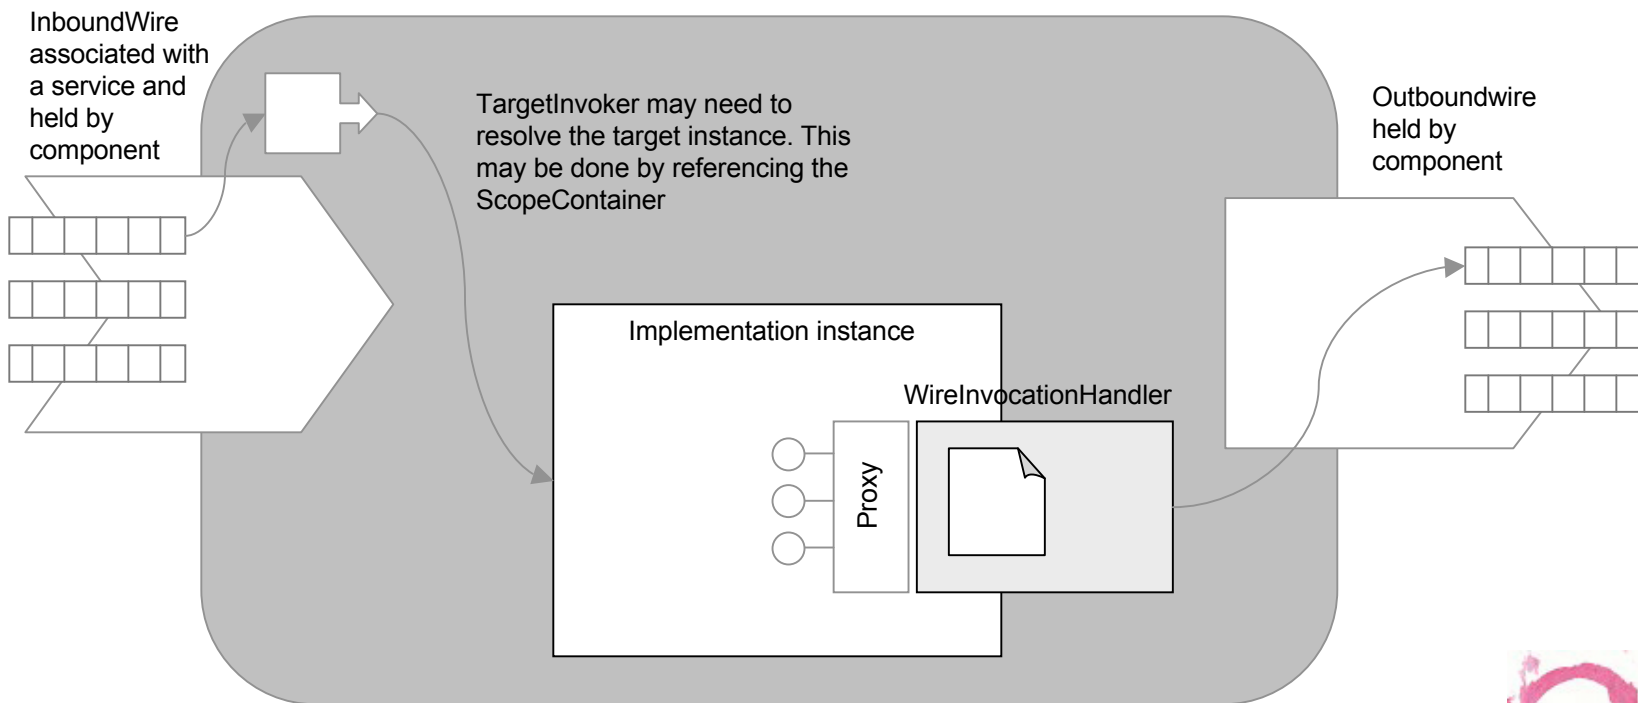 InboundWire
associated with
a service and
held by
component
TargetInvoker may need to
resolve the target instance. This
may be done by referencing the
ScopeContainer
Outboundwire
held by
component
Implementation instance
WireInvocationHandler
Proxy